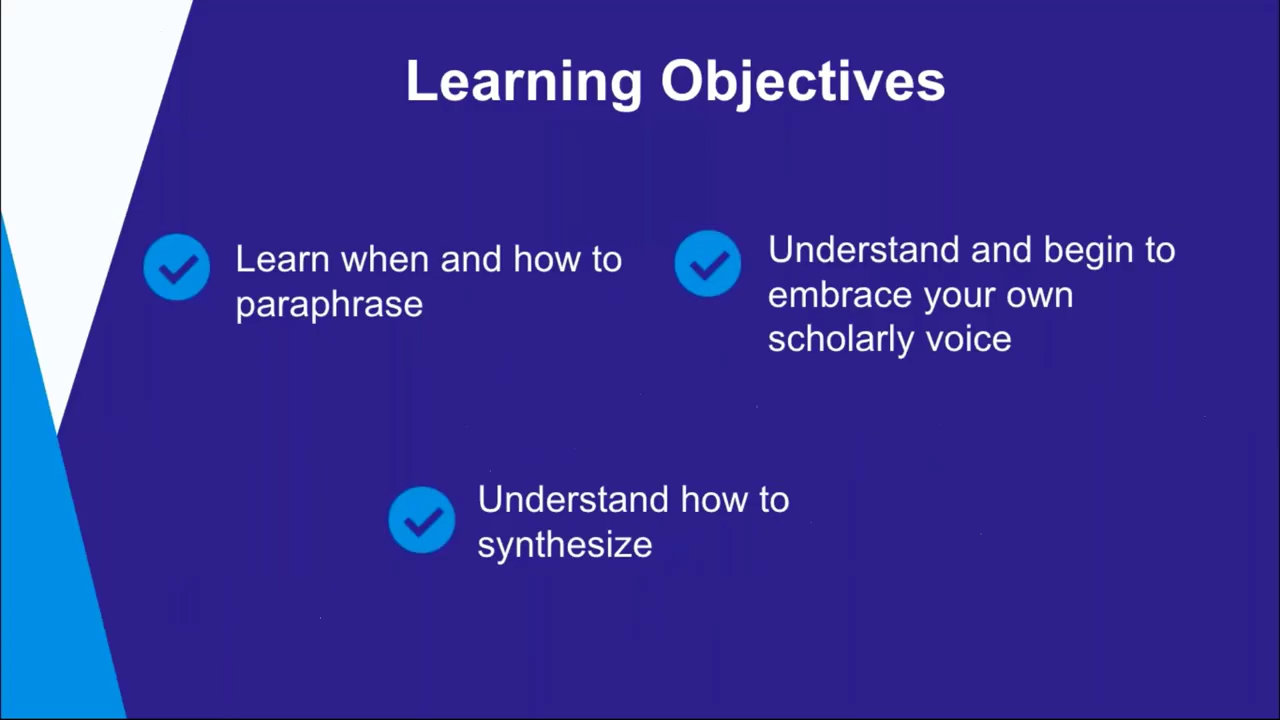 Learning Objectives
Learn when and how to
paraphrase
Understand and begin to
embrace your own
scholarly voice
Understand how to
synthesize